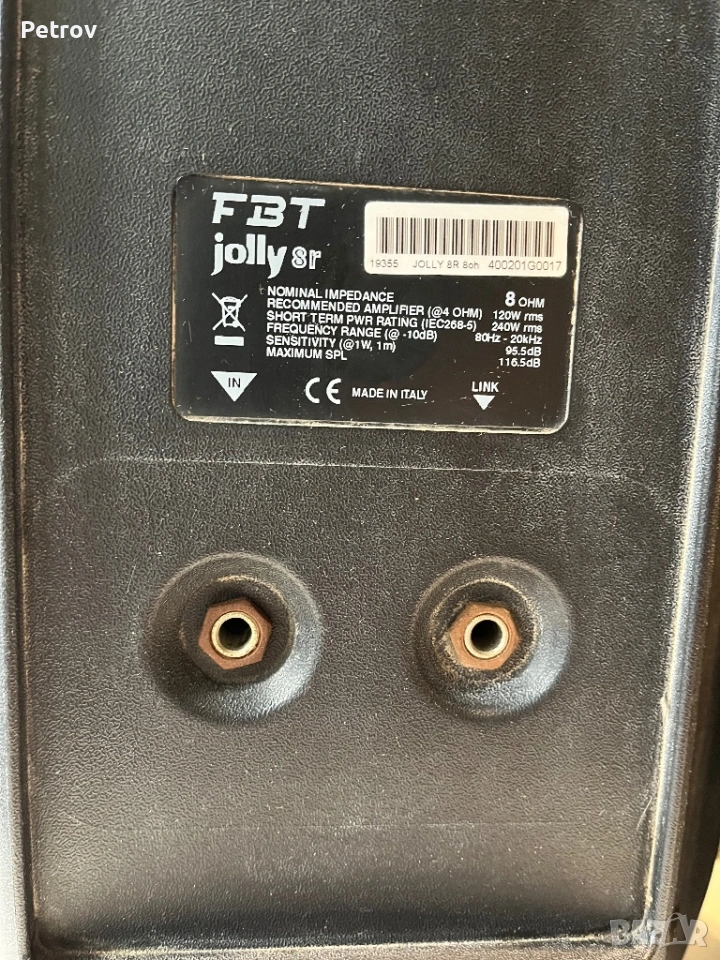 Petrov
FBT
jolly 8r
19355 JOLLY 8R 8oh 400201G0017
NOMINAL IMPEDANCE 8 OHM
RECOMMENDED AMPLIFIER (@4 OHM) 120W rms
SHORT TERM PWR RATING (IEC268-5) 240W rms
FREQUENCY RANGE (@ -10dB) 80Hz - 20kHz
SENSITIVITY (@1W, 1m) 95.5dB
MAXIMUM SPL 116.5dB
IN
CE MADE IN ITALY
LINK
BAZAR